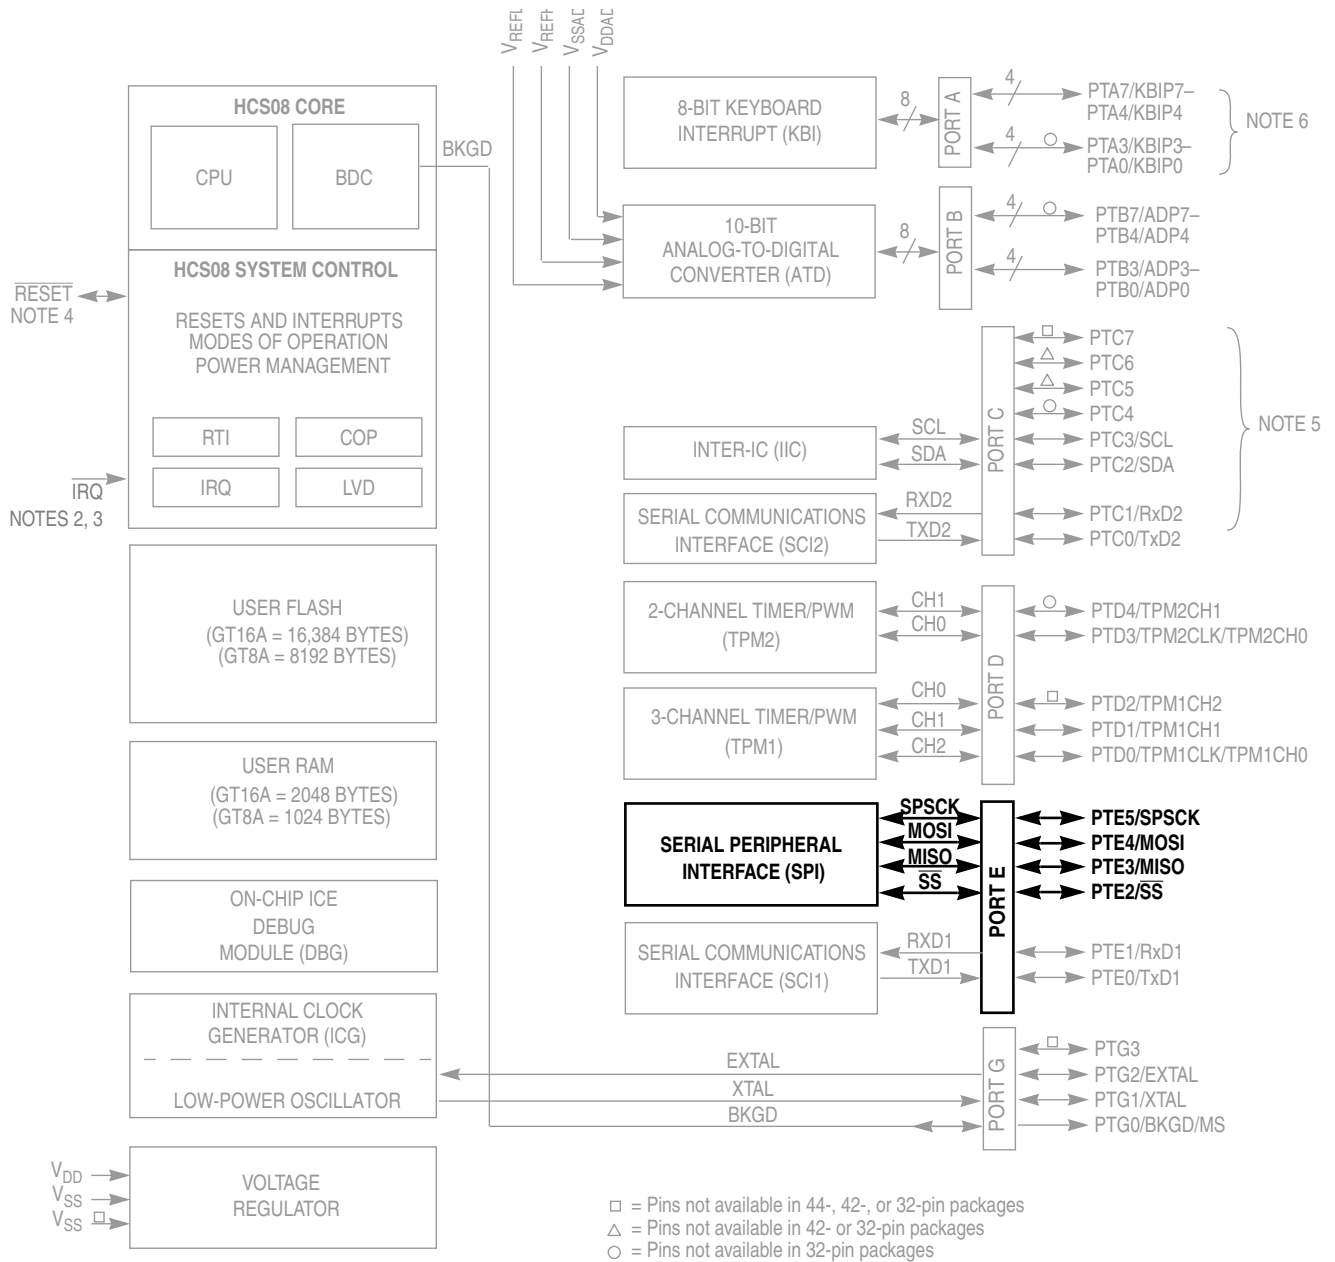 VREFL
VREFH
VSSAD
VDDAD
HCS08 CORE
CPU
BDC
BKGD
HCS08 SYSTEM CONTROL
RESETS AND INTERRUPTS
MODES OF OPERATION
POWER MANAGEMENT
RTI
COP
IRQ
LVD
RESET
NOTE 4
IRQ
NOTES 2, 3
USER FLASH
(GT16A = 16,384 BYTES)
(GT8A = 8192 BYTES)
USER RAM
(GT16A = 2048 BYTES)
(GT8A = 1024 BYTES)
ON-CHIP ICE
DEBUG
MODULE (DBG)
INTERNAL CLOCK
GENERATOR (ICG)
LOW-POWER OSCILLATOR
VDD
VSS
VSS
VOLTAGE
REGULATOR
8-BIT KEYBOARD
INTERRUPT (KBI)
8
PORT A
4
PTA7/KBIP7–
PTA4/KBIP4
4
PTA3/KBIP3–
PTA0/KBIP0
NOTE 6
10-BIT
ANALOG-TO-DIGITAL
CONVERTER (ATD)
8
PORT B
4
PTB7/ADP7–
PTB4/ADP4
4
PTB3/ADP3–
PTB0/ADP0
INTER-IC (IIC)
SCL
SDA
SERIAL COMMUNICATIONS
INTERFACE (SCI2)
RXD2
TXD2
PORT C
PTC7
PTC6
PTC5
PTC4
PTC3/SCL
PTC2/SDA
PTC1/RxD2
PTC0/TxD2
NOTE 5
2-CHANNEL TIMER/PWM
(TPM2)
CH1
CH0
3-CHANNEL TIMER/PWM
(TPM1)
CH0
CH1
CH2
PORT D
PTD4/TPM2CH1
PTD3/TPM2CLK/TPM2CH0
PTD2/TPM1CH2
PTD1/TPM1CH1
PTD0/TPM1CLK/TPM1CH0
SERIAL PERIPHERAL
INTERFACE (SPI)
SPSCK
MOSI
MISO
SS
PORT E
PTE5/SPSCK
PTE4/MOSI
PTE3/MISO
PTE2/SS
SERIAL COMMUNICATIONS
INTERFACE (SCI1)
RXD1
TXD1
PTE1/RxD1
PTE0/TxD1
EXTAL
XTAL
BKGD
PORT G
PTG3
PTG2/EXTAL
PTG1/XTAL
PTG0/BKGD/MS
= Pins not available in 44-, 42-, or 32-pin packages
= Pins not available in 42- or 32-pin packages
= Pins not available in 32-pin packages